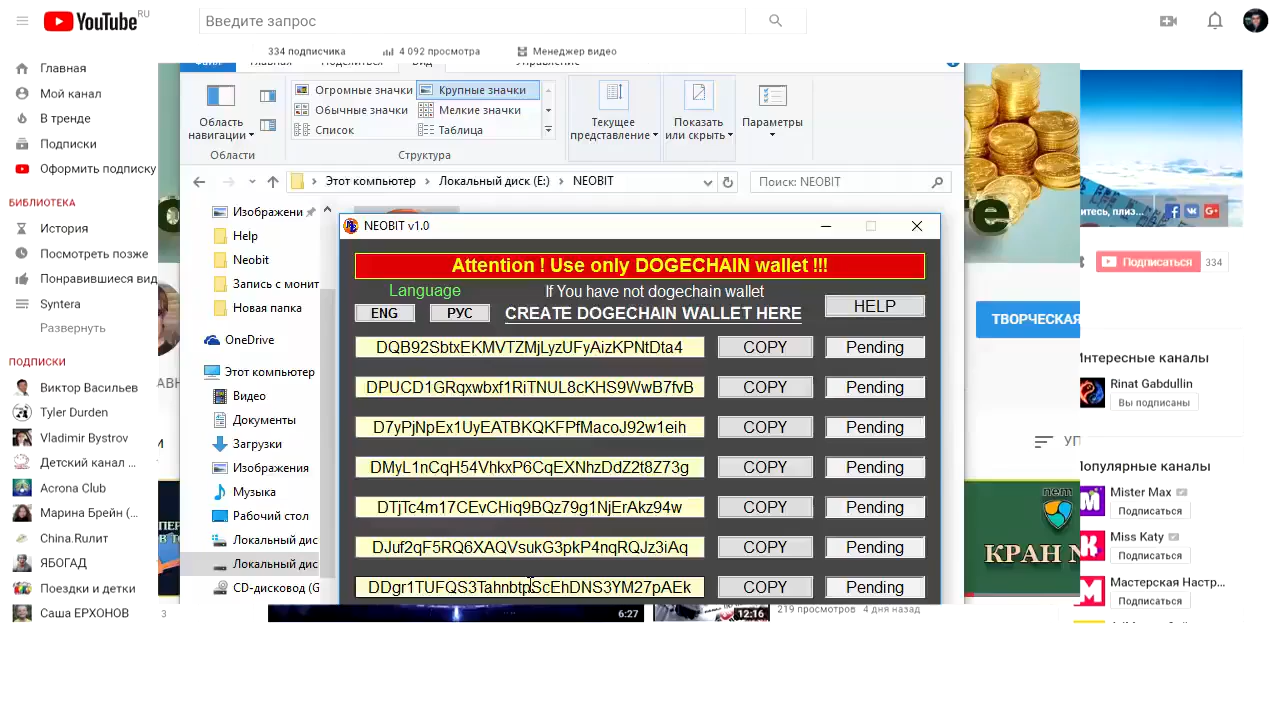 YouTube RU
Введите запрос
334 подписчика 4 092 просмотра Менеджер видео
Главная
Мой канал
В тренде
Подписки
Оформить подписку
БИБЛИОТЕКА
История
Посмотреть позже
Понравившиеся вид
Syntera
Развернуть
ПОДПИСКИ
Виктор Васильев
Tyler Durden
Vladimir Bystrov
Детский канал ...
Acrona Club
Марина Брейн (...
China.Ruлит
ЯБОГАД
Поездки и детки
Саша ЕРХОНОВ 3
Огромные значки Крупные значки
Обычные значки Мелкие значки
Список Таблица
Область
навигации
Текущее
представление
Показать
или скрыть
Параметры
Области Структура
Этот компьютер Локальный диск (E:) NEOBIT
Поиск: NEOBIT
Изображени
Help
Neobit
Запись с монит
Новая папка
OneDrive
Этот компьютер
Видео
Документы
Загрузки
Изображения
Музыка
Рабочий стол
Локальный дис
Локальный дис
CD-дисковод (G
NEOBIT v1.0
Attention ! Use only DOGECHAIN wallet !!!
Language If You have not dogechain wallet
HELP
ENG РУС CREATE DOGECHAIN WALLET HERE
DQB92SbtxEKMVTZMjLyzUFyAizKPNtDta4 COPY Pending
DPUCD1GRqxwbxf1RiTNUL8cKHS9WwB7fvB COPY Pending
D7yPjNpEx1UyEATBKQKFPfMacoJ92w1eih COPY Pending
DMyL1nCqH54VhkxP6CqEXNhzDdZ2t8Z73g COPY Pending
DTjTc4m17CEvCHiq9BQz79g1NjErAkz94w COPY Pending
DJuf2qF5RQ6XAQVsukG3pkP4nqRQJz3iAq COPY Pending
DDgr1TUFQS3TahnbtpScEhDNS3YM27pAEk COPY Pending
итесь, плиз...
Подписаться 334
ТВОРЧЕСКАЯ
Интересные каналы
Rinat Gabdullin
Вы подписаны
УП
Популярные каналы
Mister Max
Подписаться
Miss Katy
Подписаться
Мастерская Настр...
Подписаться
nem
КРАН N
6:27 12:16
219 просмотров 4 дня назад